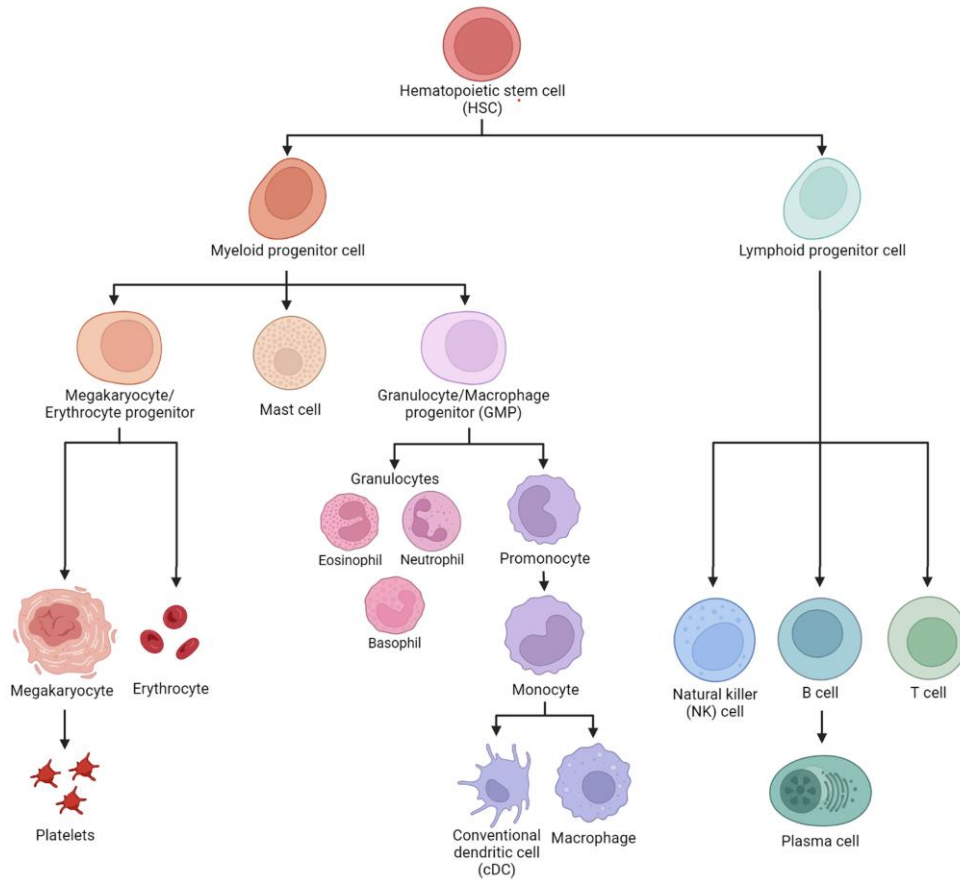 Hematopoietic stem cell
(HSC)
Myeloid progenitor cell
Lymphoid progenitor cell
Megakaryocyte/
Erythrocyte progenitor
Mast cell
Granulocyte/Macrophage
progenitor (GMP)
Granulocytes
Eosinophil
Neutrophil
Promonocyte
Basophil
Megakaryocyte
Erythrocyte
Monocyte
Natural killer
(NK) cell
B cell
T cell
Platelets
Conventional
dendritic cell
(cDC)
Macrophage
Plasma cell